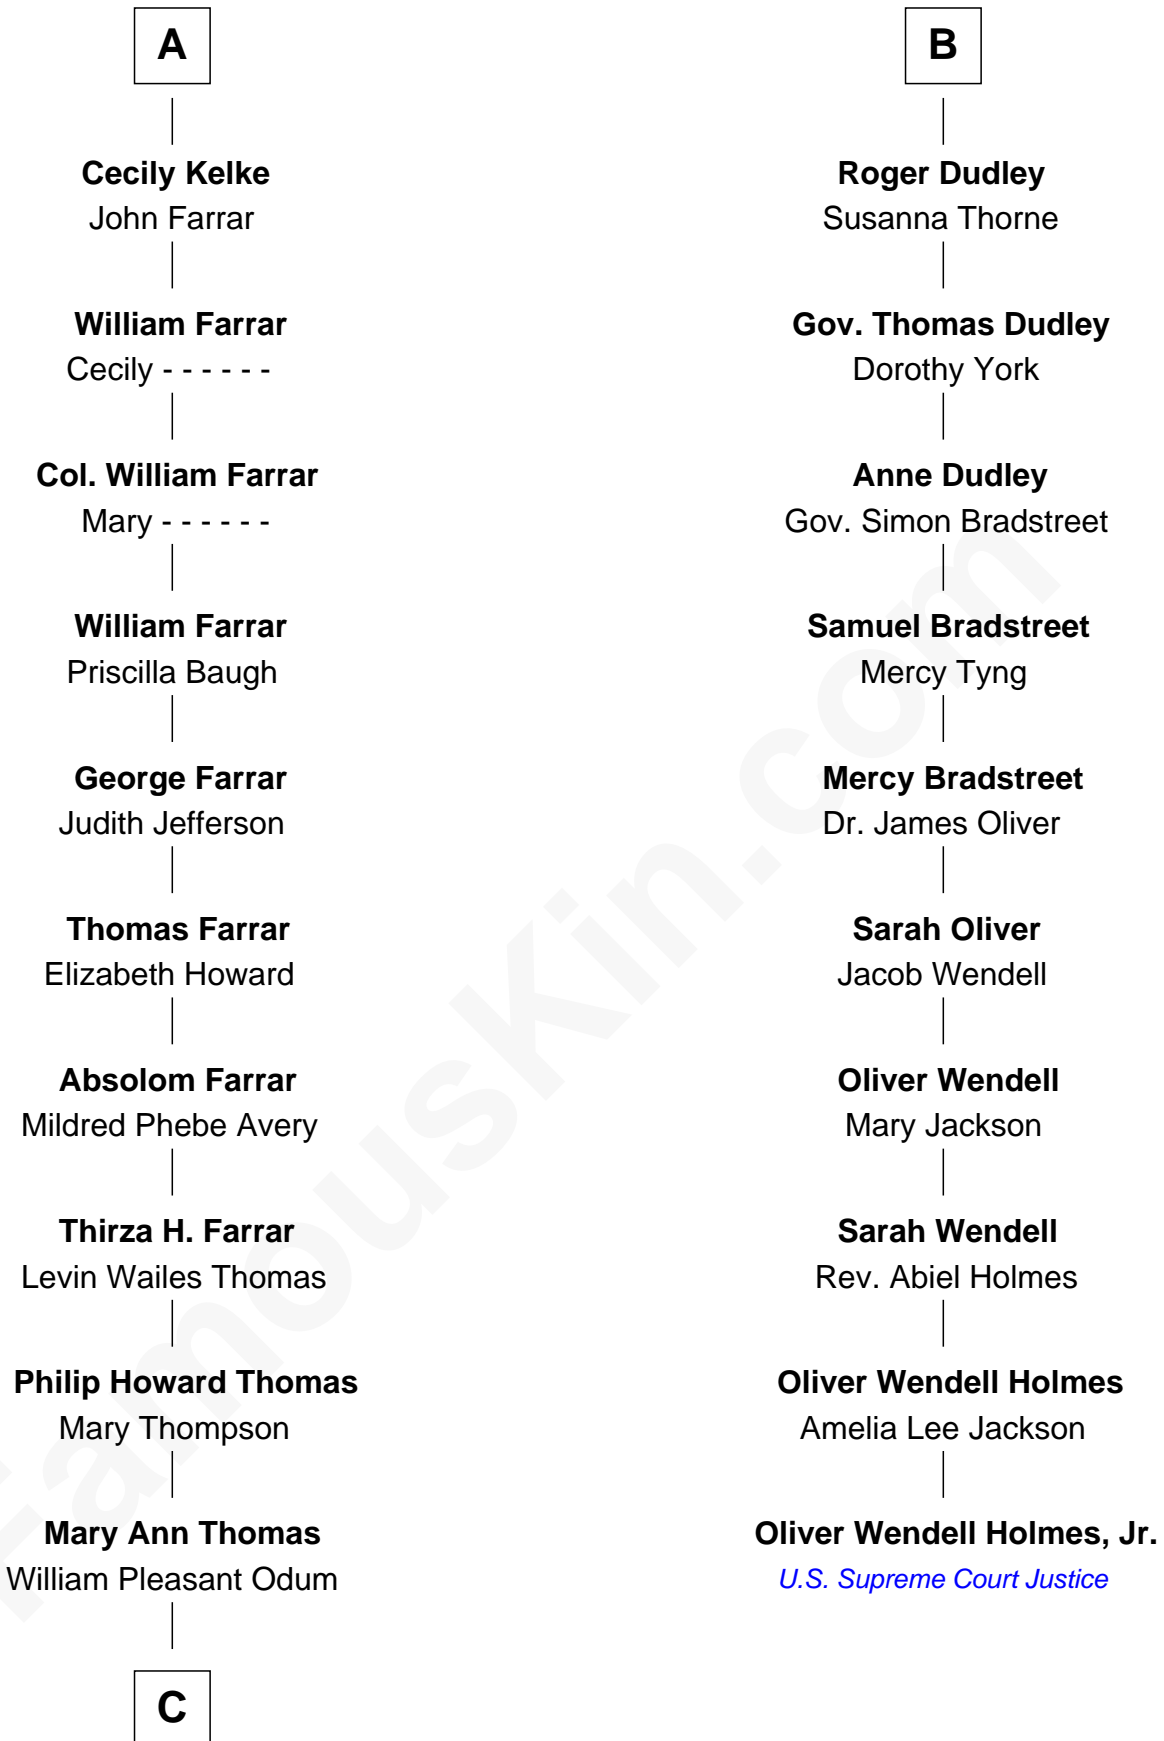 A
Cecily Kelke
John Farrar
William Farrar
Cecily - - - - - -
Col. William Farrar
Mary - - - - - -
William Farrar
Priscilla Baugh
George Farrar
Judith Jefferson
Thomas Farrar
Elizabeth Howard
Absolom Farrar
Mildred Phebe Avery
Thirza H. Farrar
Levin Wailes Thomas
Philip Howard Thomas
Mary Thompson
Mary Ann Thomas
William Pleasant Odum
C
B
Roger Dudley
Susanna Thorne
Gov. Thomas Dudley
Dorothy York
Anne Dudley
Gov. Simon Bradstreet
Samuel Bradstreet
Mercy Tyng
Mercy Bradstreet
Dr. James Oliver
Sarah Oliver
Jacob Wendell
Oliver Wendell
Mary Jackson
Sarah Wendell
Rev. Abiel Holmes
Oliver Wendell Holmes
Amelia Lee Jackson
Oliver Wendell Holmes, Jr.
U.S. Supreme Court Justice
FamousKin.com